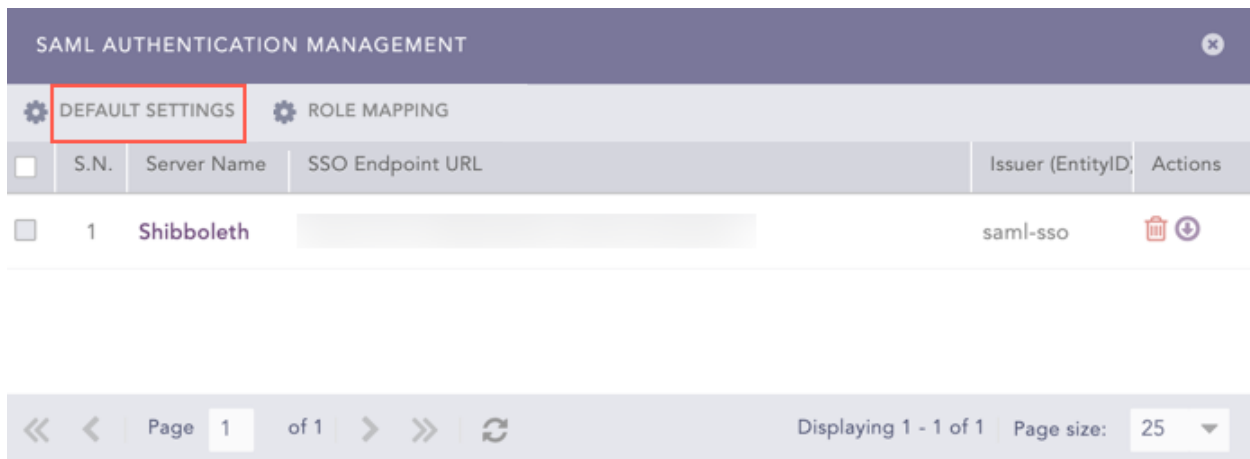 SAML AUTHENTICATION MANAGEMENT
DEFAULT SETTINGS ROLE MAPPING
S.N. Server Name SSO Endpoint URL Issuer (EntityID) Actions
1 Shibboleth saml-sso
Page 1 of 1 Displaying 1 - 1 of 1 Page size: 25